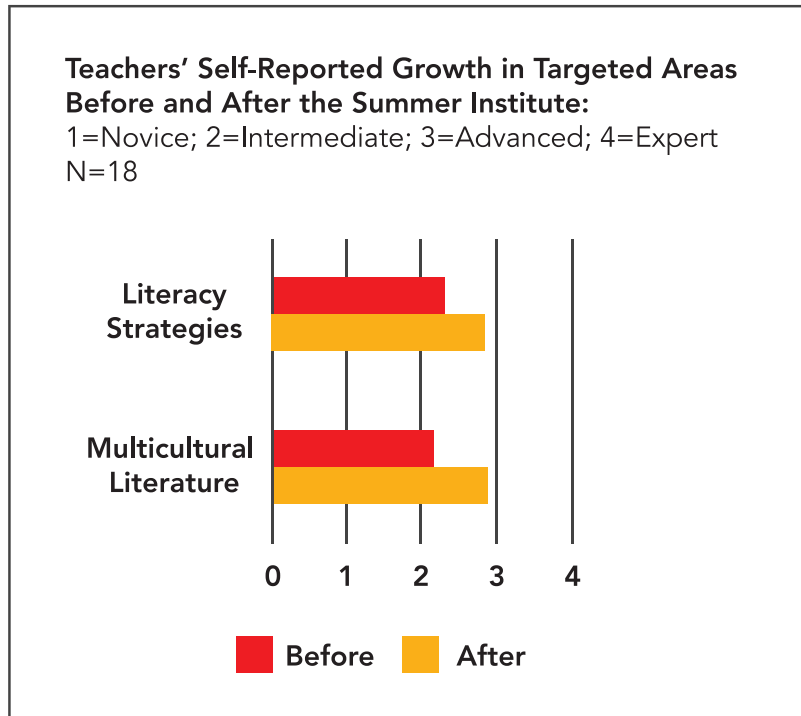 Teachers’ Self-Reported Growth in Targeted Areas
Before and After the Summer Institute:
1=Novice; 2=Intermediate; 3=Advanced; 4=Expert
N=18
Literacy
Strategies
Multicultural
Literature
0 1 2 3 4
Before After